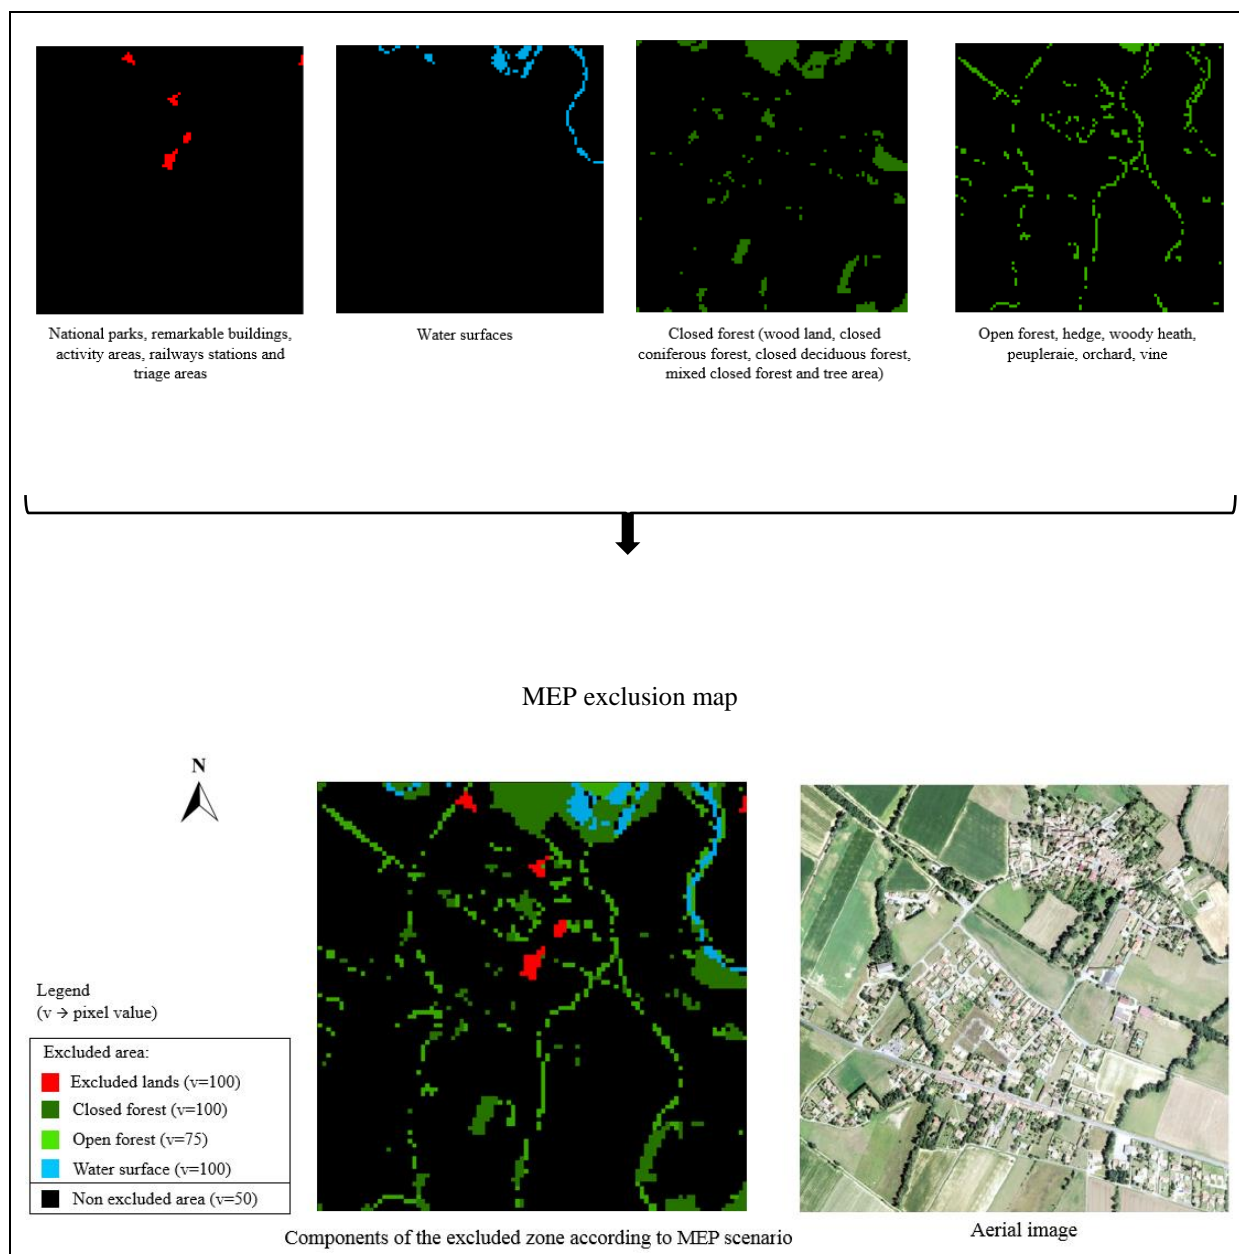 National parks, remarkable buildings,
activity areas, railways stations and
triage areas
Water surfaces
Closed forest (wood land, closed
coniferous forest, closed deciduous forest,
mixed closed forest and tree area)
Open forest, hedge, woody heath,
peupleraie, orchard, vine
MEP exclusion map
N
Legend
(v → pixel value)
Excluded area:
Excluded lands (v=100)
Closed forest (v=100)
Open forest (v=75)
Water surface (v=100)
Non excluded area (v=50)
Components of the excluded zone according to MEP scenario
Aerial image